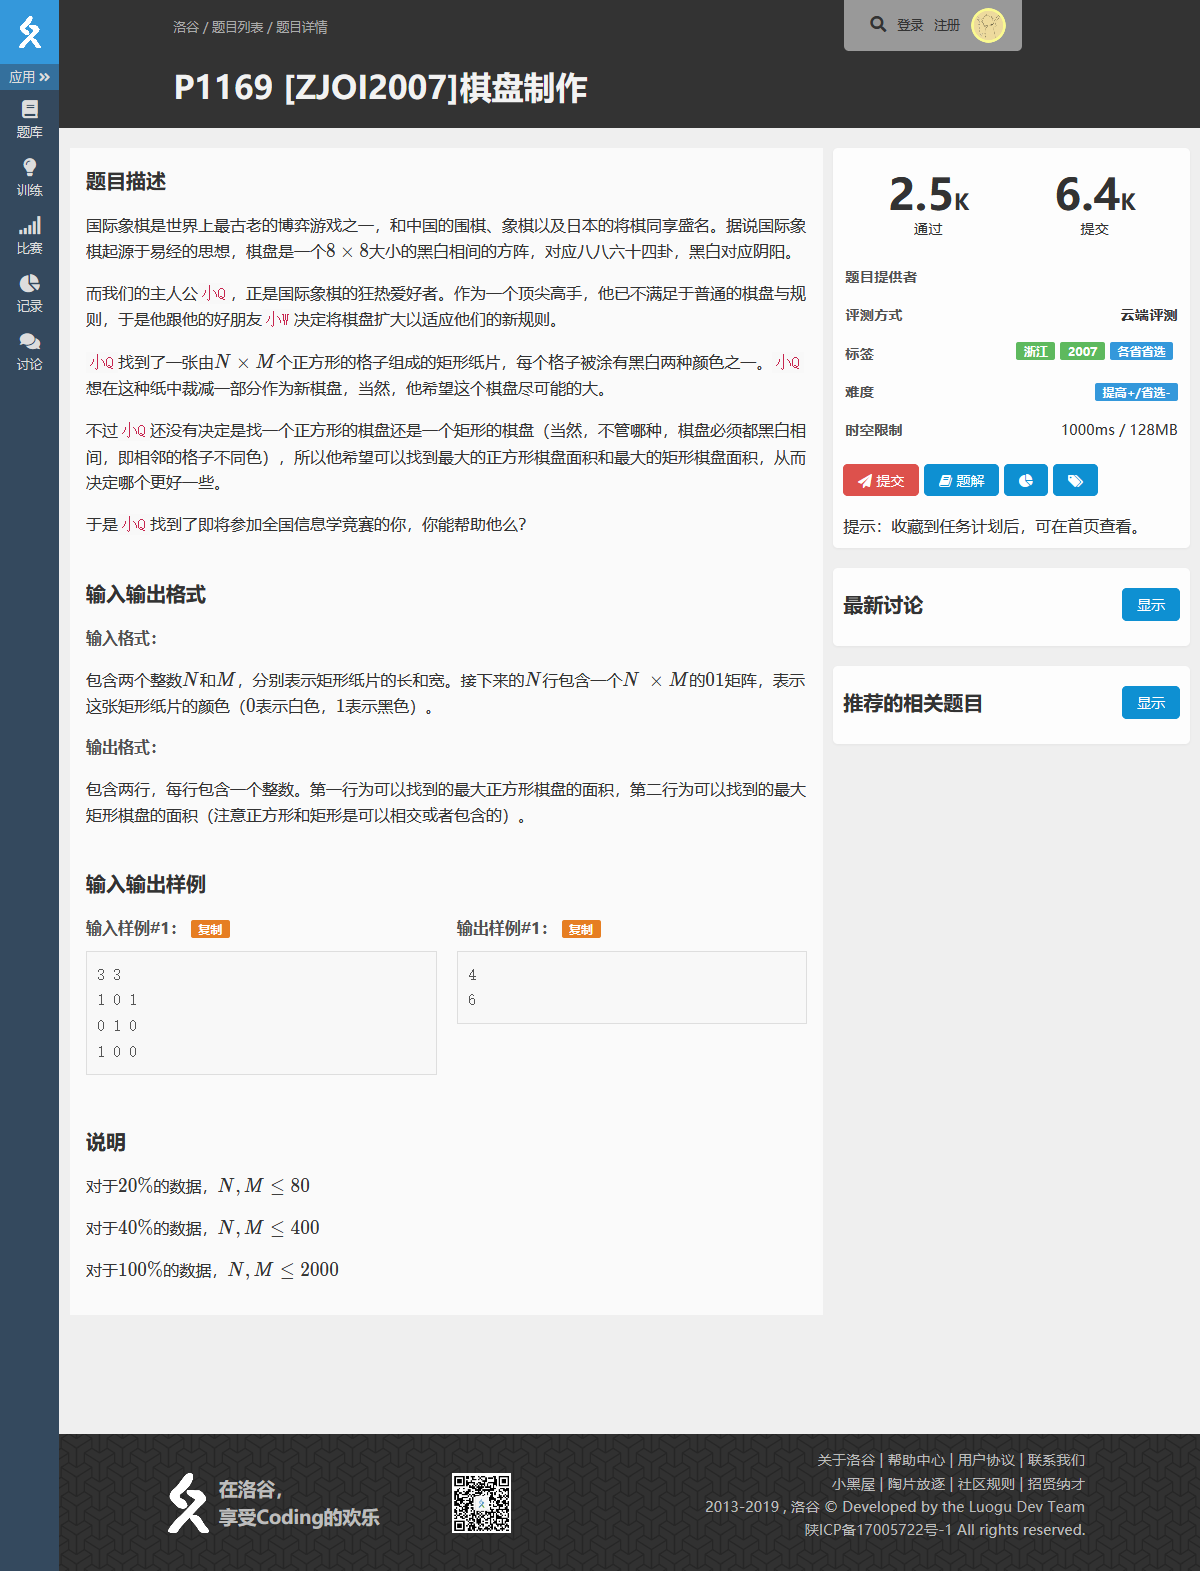 洛谷 / 题目列表 / 题目详情
登录 注册
应用
P1169 [ZJOI2007]棋盘制作
题库
训练
比赛
记录
讨论
题目描述
国际象棋是世界上最古老的博弈游戏之一，和中国的围棋、象棋以及日本的将棋同享盛名。据说国际象
棋起源于易经的思想，棋盘是一个8 × 8大小的黑白相间的方阵，对应八八六十四卦，黑白对应阴阳。
而我们的主人公小Q，正是国际象棋的狂热爱好者。作为一个顶尖高手，他已不满足于普通的棋盘与规
则，于是他跟他的好朋友小W决定将棋盘扩大以适应他们的新规则。
小Q找到了一张由N × M个正方形的格子组成的矩形纸片，每个格子被涂有黑白两种颜色之一。小Q
想在这种纸中裁减一部分作为新棋盘，当然，他希望这个棋盘尽可能的大。
不过小Q还没有决定是找一个正方形的棋盘还是一个矩形的棋盘（当然，不管哪种，棋盘必须都黑白相
间，即相邻的格子不同色），所以他希望可以找到最大的正方形棋盘面积和最大的矩形棋盘面积，从而
决定哪个更好一些。
于是小Q找到了即将参加全国信息学竞赛的你，你能帮助他么？
输入输出格式
输入格式：
包含两个整数N和M，分别表示矩形纸片的长和宽。接下来的N行包含一个N × M的01矩阵，表示
这张矩形纸片的颜色（0表示白色，1表示黑色）。
输出格式：
包含两行，每行包含一个整数。第一行为可以找到的最大正方形棋盘的面积，第二行为可以找到的最大
矩形棋盘的面积（注意正方形和矩形是可以相交或者包含的）。
输入输出样例
输入样例#1： 复制
3 3
1 0 1
0 1 0
1 0 0
输出样例#1： 复制
4
6
说明
对于20%的数据，N, M ≤ 80
对于40%的数据，N, M ≤ 400
对于100%的数据，N, M ≤ 2000
2.5K 6.4K
通过 提交
题目提供者
评测方式 云端评测
标签 浙江 2007 各省省选
难度 提高+/省选-
时空限制 1000ms / 128MB
提交 题解
提示：收藏到任务计划后，可在首页查看。
最新讨论 显示
推荐的相关题目 显示
在洛谷，
享受Coding的欢乐
关于洛谷 | 帮助中心 | 用户协议 | 联系我们
小黑屋 | 陶片放逐 | 社区规则 | 招贤纳才
2013-2019 , 洛谷 © Developed by the Luogu Dev Team
陕ICP备17005722号-1 All rights reserved.